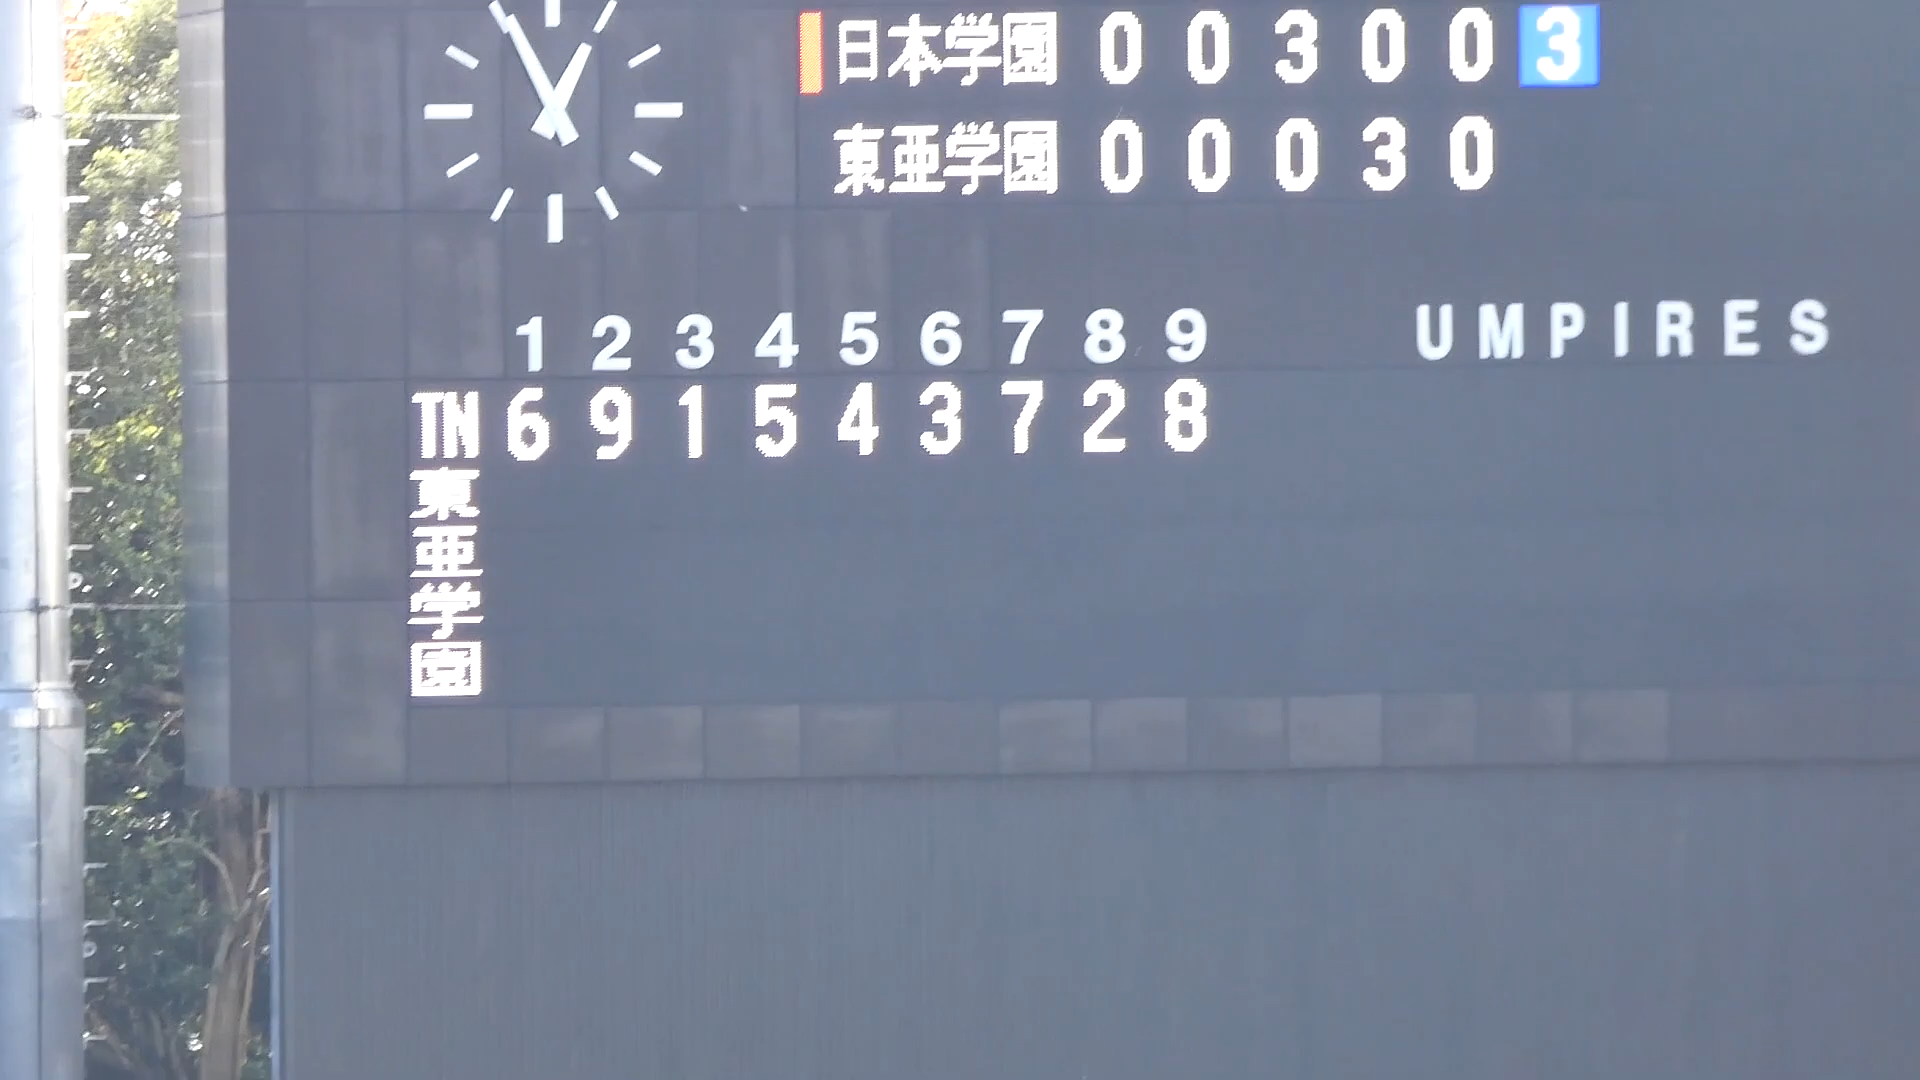 日本学園 0 0 3 0 0 3
東亜学園 0 0 0 3 0
1 2 3 4 5 6 7 8 9 UMPIRES
TN 6 9 1 5 4 3 7 2 8
東亜学園